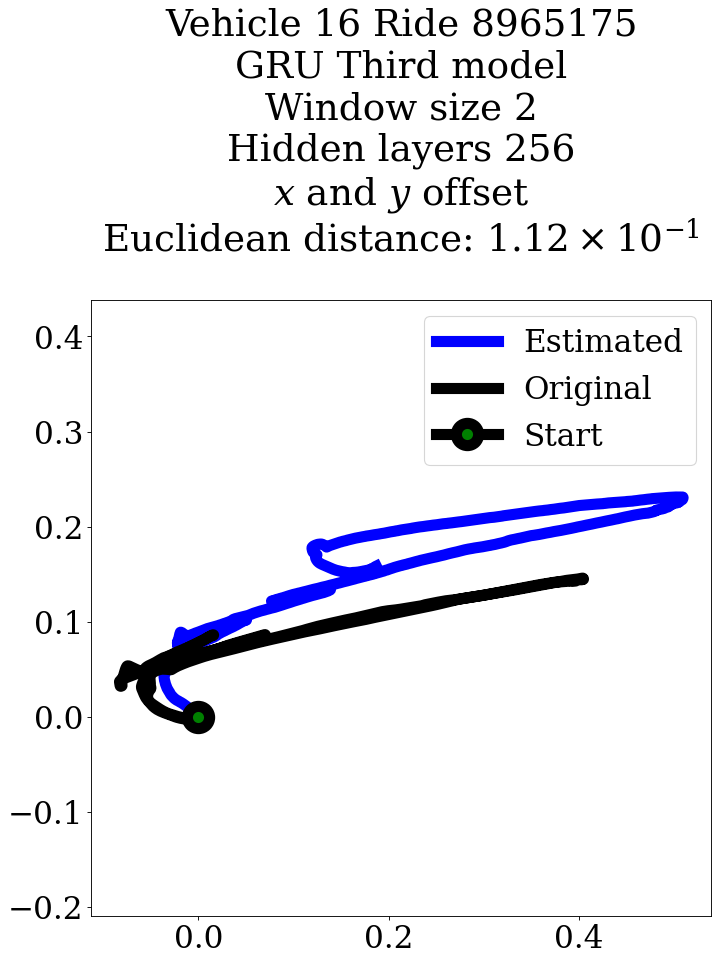 Vehicle 16 Ride 8965175
GRU Third model
Window size 2
Hidden layers 256
x and y offset
Euclidean distance: 1.12 × 10⁻¹
Estimated
Original
Start
0.4
0.3
0.2
0.1
0.0
−0.1
−0.2
0.0 0.2 0.4